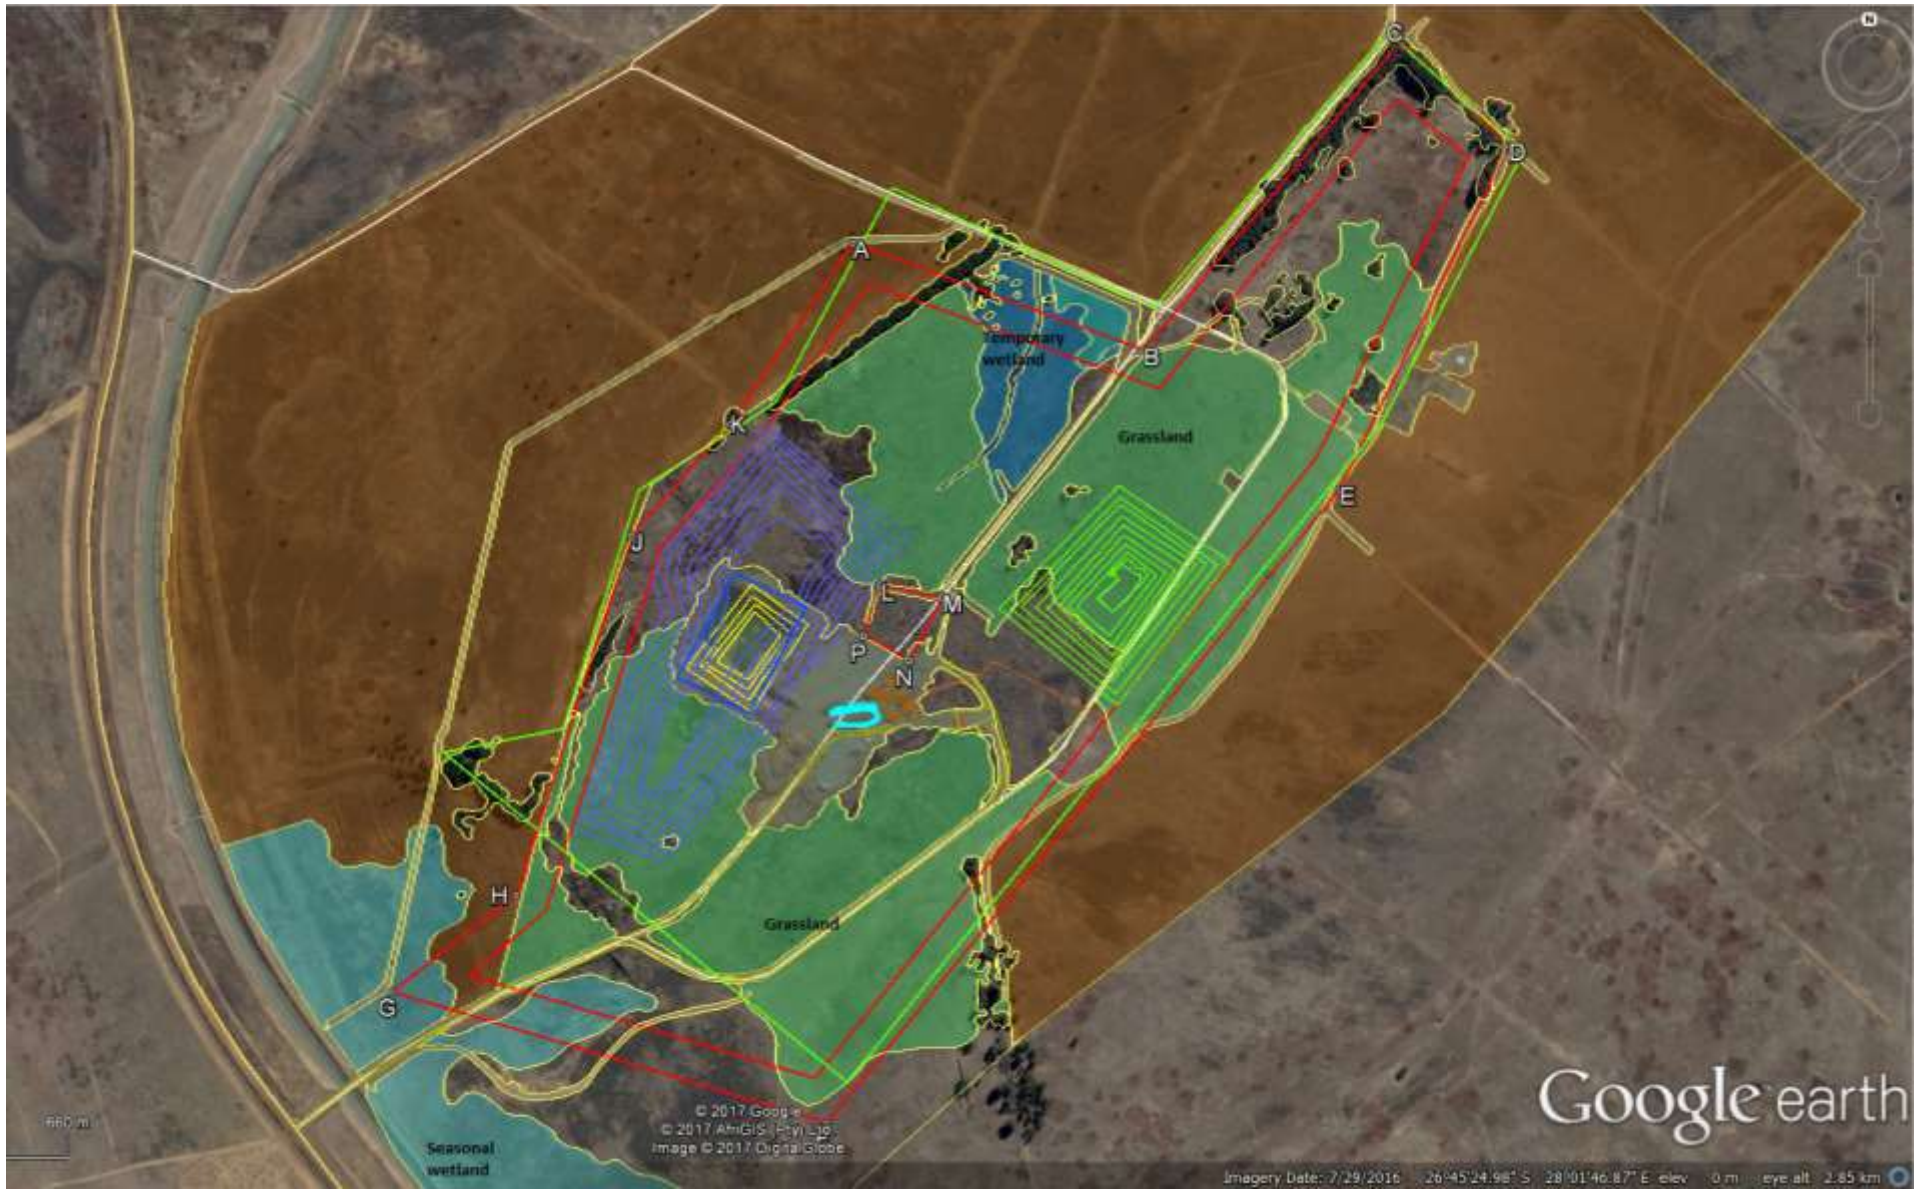 N
C
D
A
Temporary
wetland
B
Grassland
K
E
J
L
M
P
N
H
Grassland
G
Google earth
© 2017 Google
© 2017 AfriGIS (Pty) Ltd.
Image © 2017 DigitalGlobe
660 m
Seasonal
wetland
Imagery Date: 7/29/2016 26°45'24.98" S 28°01'46.87" E elev 0 m eye alt 2.85 km